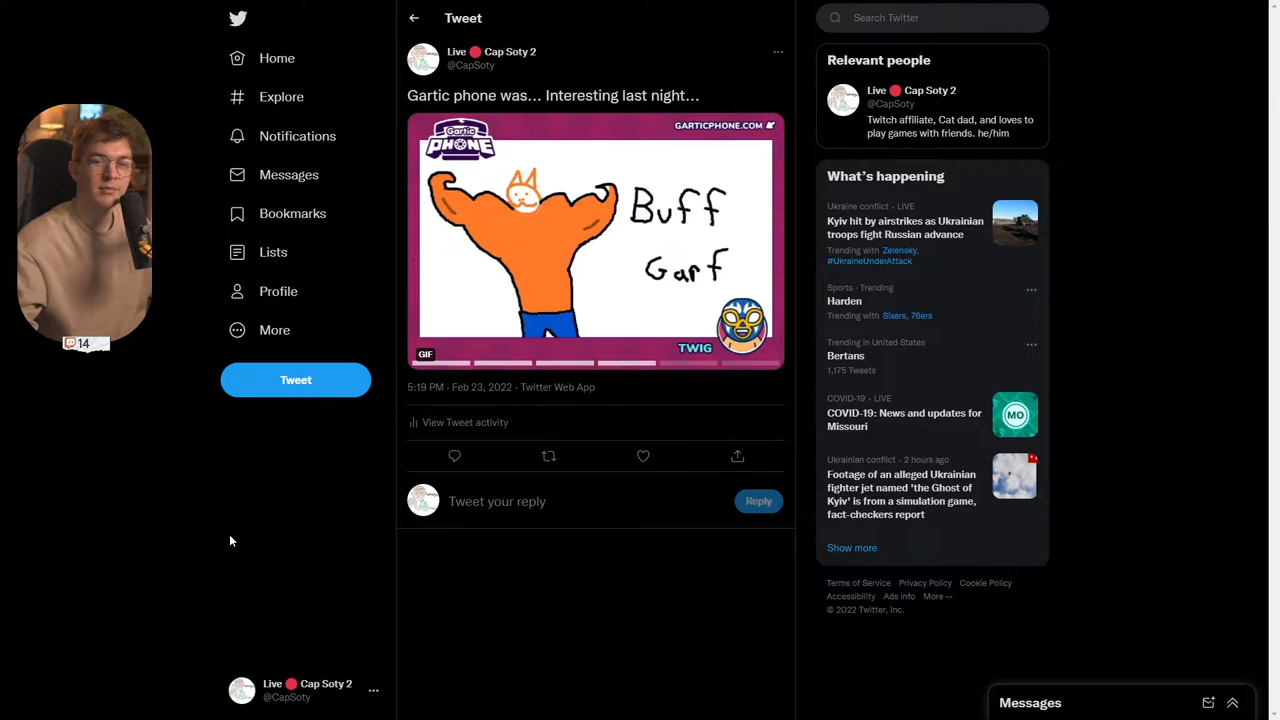 Home
Explore
Notifications
Messages
Bookmarks
Lists
Profile
More
Tweet
14
Live 🔴 Cap Soty 2
@CapSoty
Tweet
Live 🔴 Cap Soty 2
@CapSoty
Gartic phone was... Interesting last night...
Gartic
PHONE
GARTICPHONE.COM
Buff
Garf
TWIG
GIF
5:19 PM · Feb 23, 2022 · Twitter Web App
View Tweet activity
Tweet your reply
Reply
Search Twitter
Relevant people
Live 🔴 Cap Soty 2
@CapSoty
Twitch affiliate, Cat dad, and loves to
play games with friends. he/him
What's happening
Ukraine conflict · LIVE
Kyiv hit by airstrikes as Ukrainian
troops fight Russian advance
Trending with Zelensky,
#UkraineUnderAttack
Sports · Trending
Harden
Trending with Sixers, 76ers
Trending in United States
Bertans
1,175 Tweets
COVID-19 · LIVE
COVID-19: News and updates for
Missouri
MO
Ukrainian conflict · 2 hours ago
Footage of an alleged Ukrainian
fighter jet named 'the Ghost of
Kyiv' is from a simulation game,
fact-checkers report
Show more
Terms of Service Privacy Policy Cookie Policy
Accessibility Ads info More ···
© 2022 Twitter, Inc.
Messages